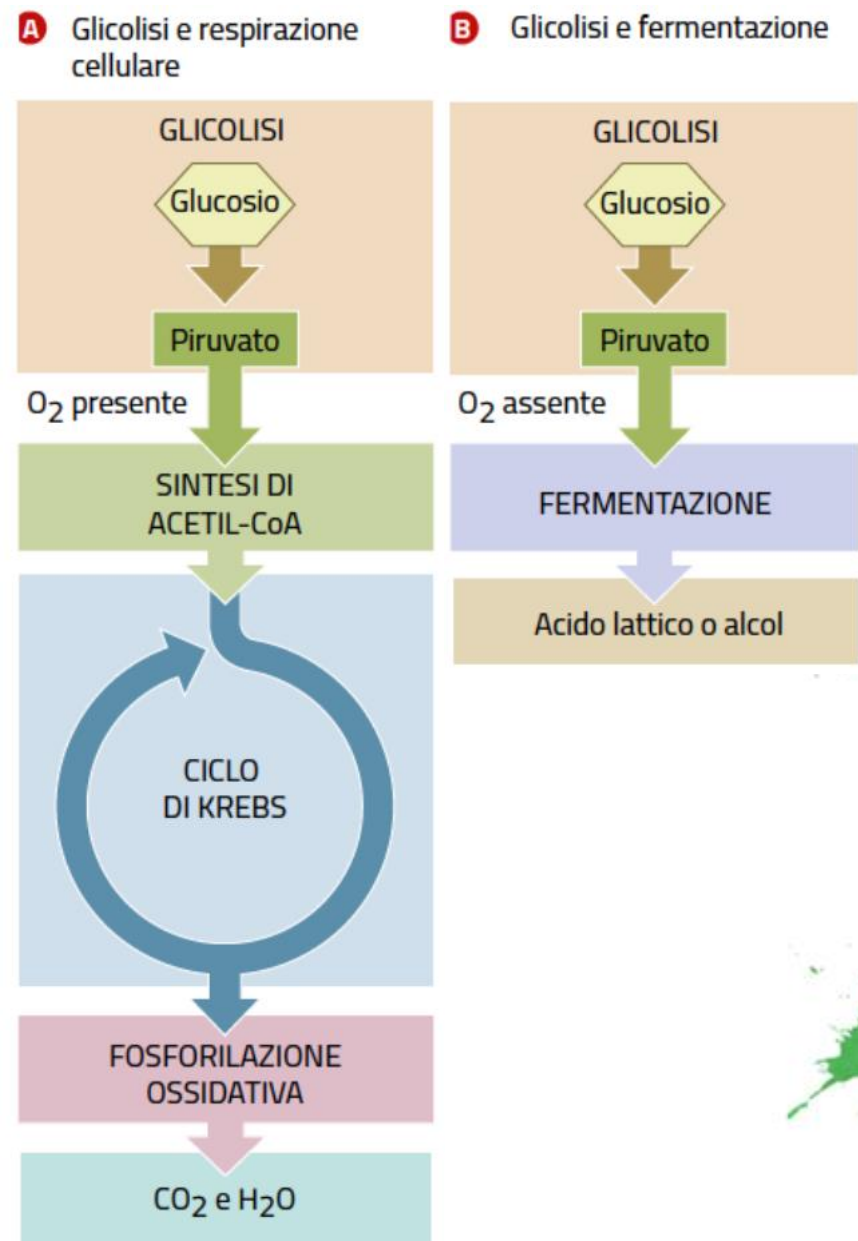 A Glicolisi e respirazione
cellulare
GLICOLISI
Glucosio
Piruvato
O₂ presente
SINTESI DI
ACETIL-CoA
CICLO
DI KREBS
FOSFORILAZIONE
OSSIDATIVA
CO₂ e H₂O
B Glicolisi e fermentazione
GLICOLISI
Glucosio
Piruvato
O₂ assente
FERMENTAZIONE
Acido lattico o alcol